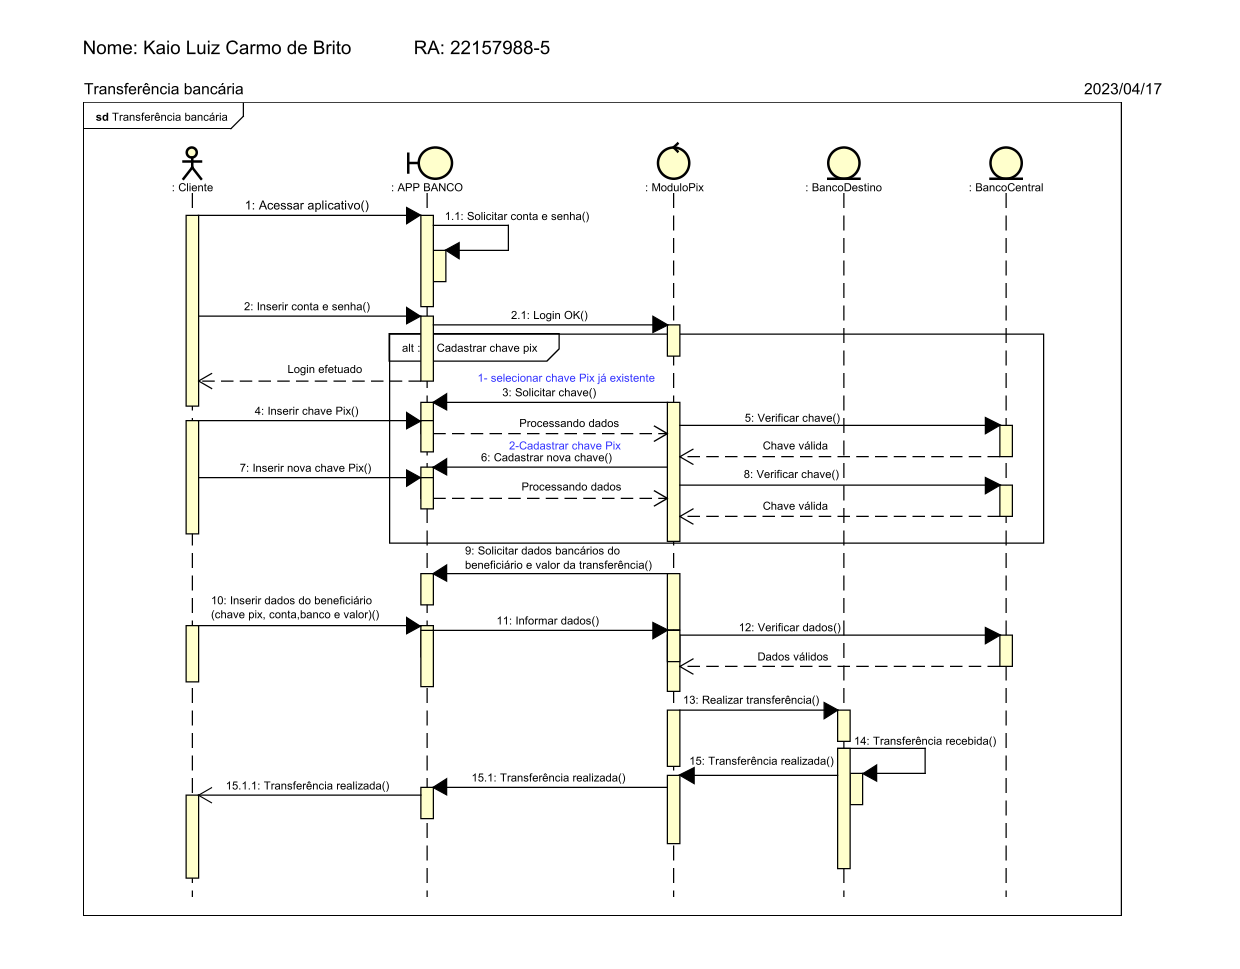 Nome: Kaio Luiz Carmo de Brito RA: 22157988-5
Transferência bancária 2023/04/17
sd Transferência bancária
: Cliente : APP BANCO : ModuloPix : BancoDestino : BancoCentral
1: Acessar aplicativo()
1.1: Solicitar conta e senha()
2: Inserir conta e senha()
2.1: Login OK()
alt : Cadastrar chave pix
Login efetuado
1- selecionar chave Pix já existente
3: Solicitar chave()
4: Inserir chave Pix()
5: Verificar chave()
Processando dados
Chave válida
2-Cadastrar chave Pix
6: Cadastrar nova chave()
7: Inserir nova chave Pix()
8: Verificar chave()
Processando dados
Chave válida
9: Solicitar dados bancários do
beneficiário e valor da transferência()
10: Inserir dados do beneficiário
(chave pix, conta,banco e valor)()
11: Informar dados()
12: Verificar dados()
Dados válidos
13: Realizar transferência()
14: Transferência recebida()
15: Transferência realizada()
15.1: Transferência realizada()
15.1.1: Transferência realizada()